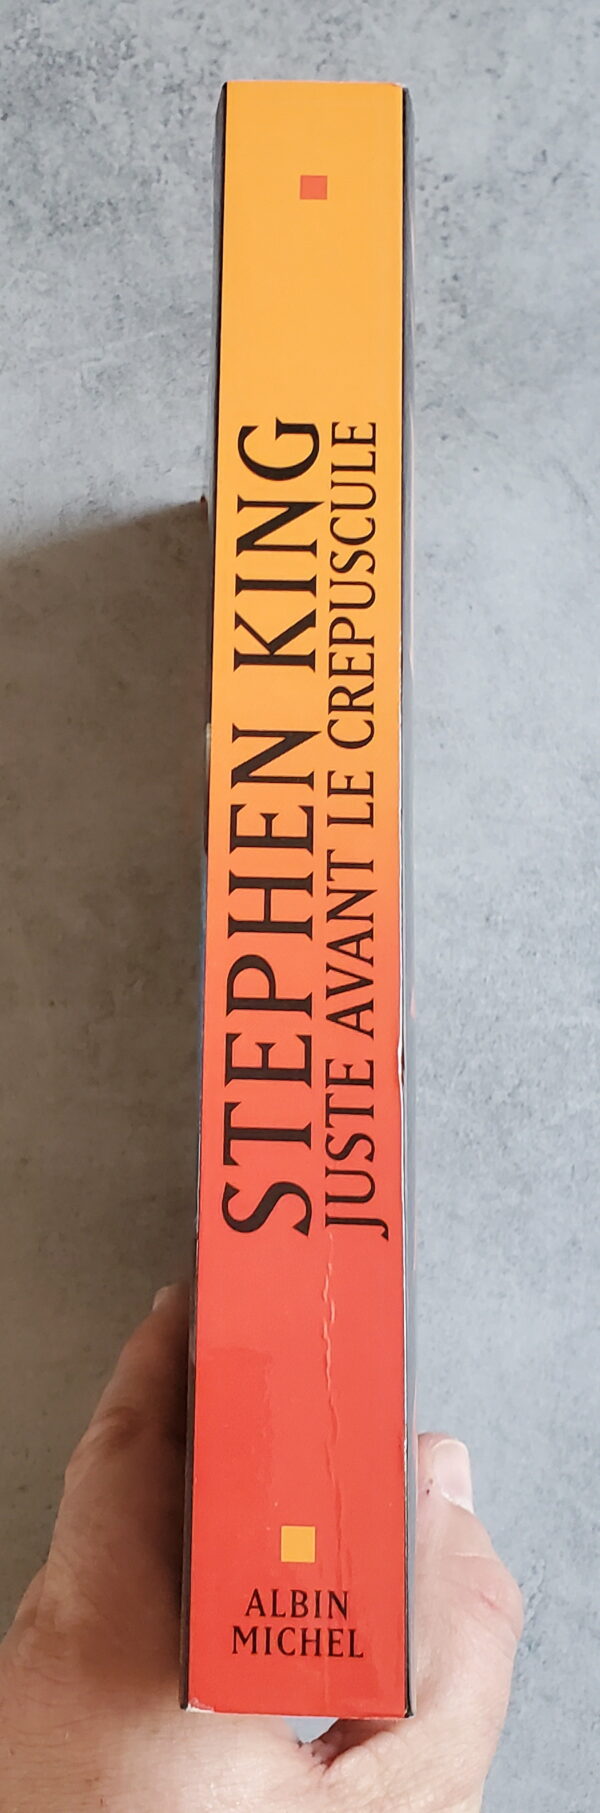 STEPHEN KING
JUSTE AVANT LE CREPUSCULE
ALBIN
MICHEL